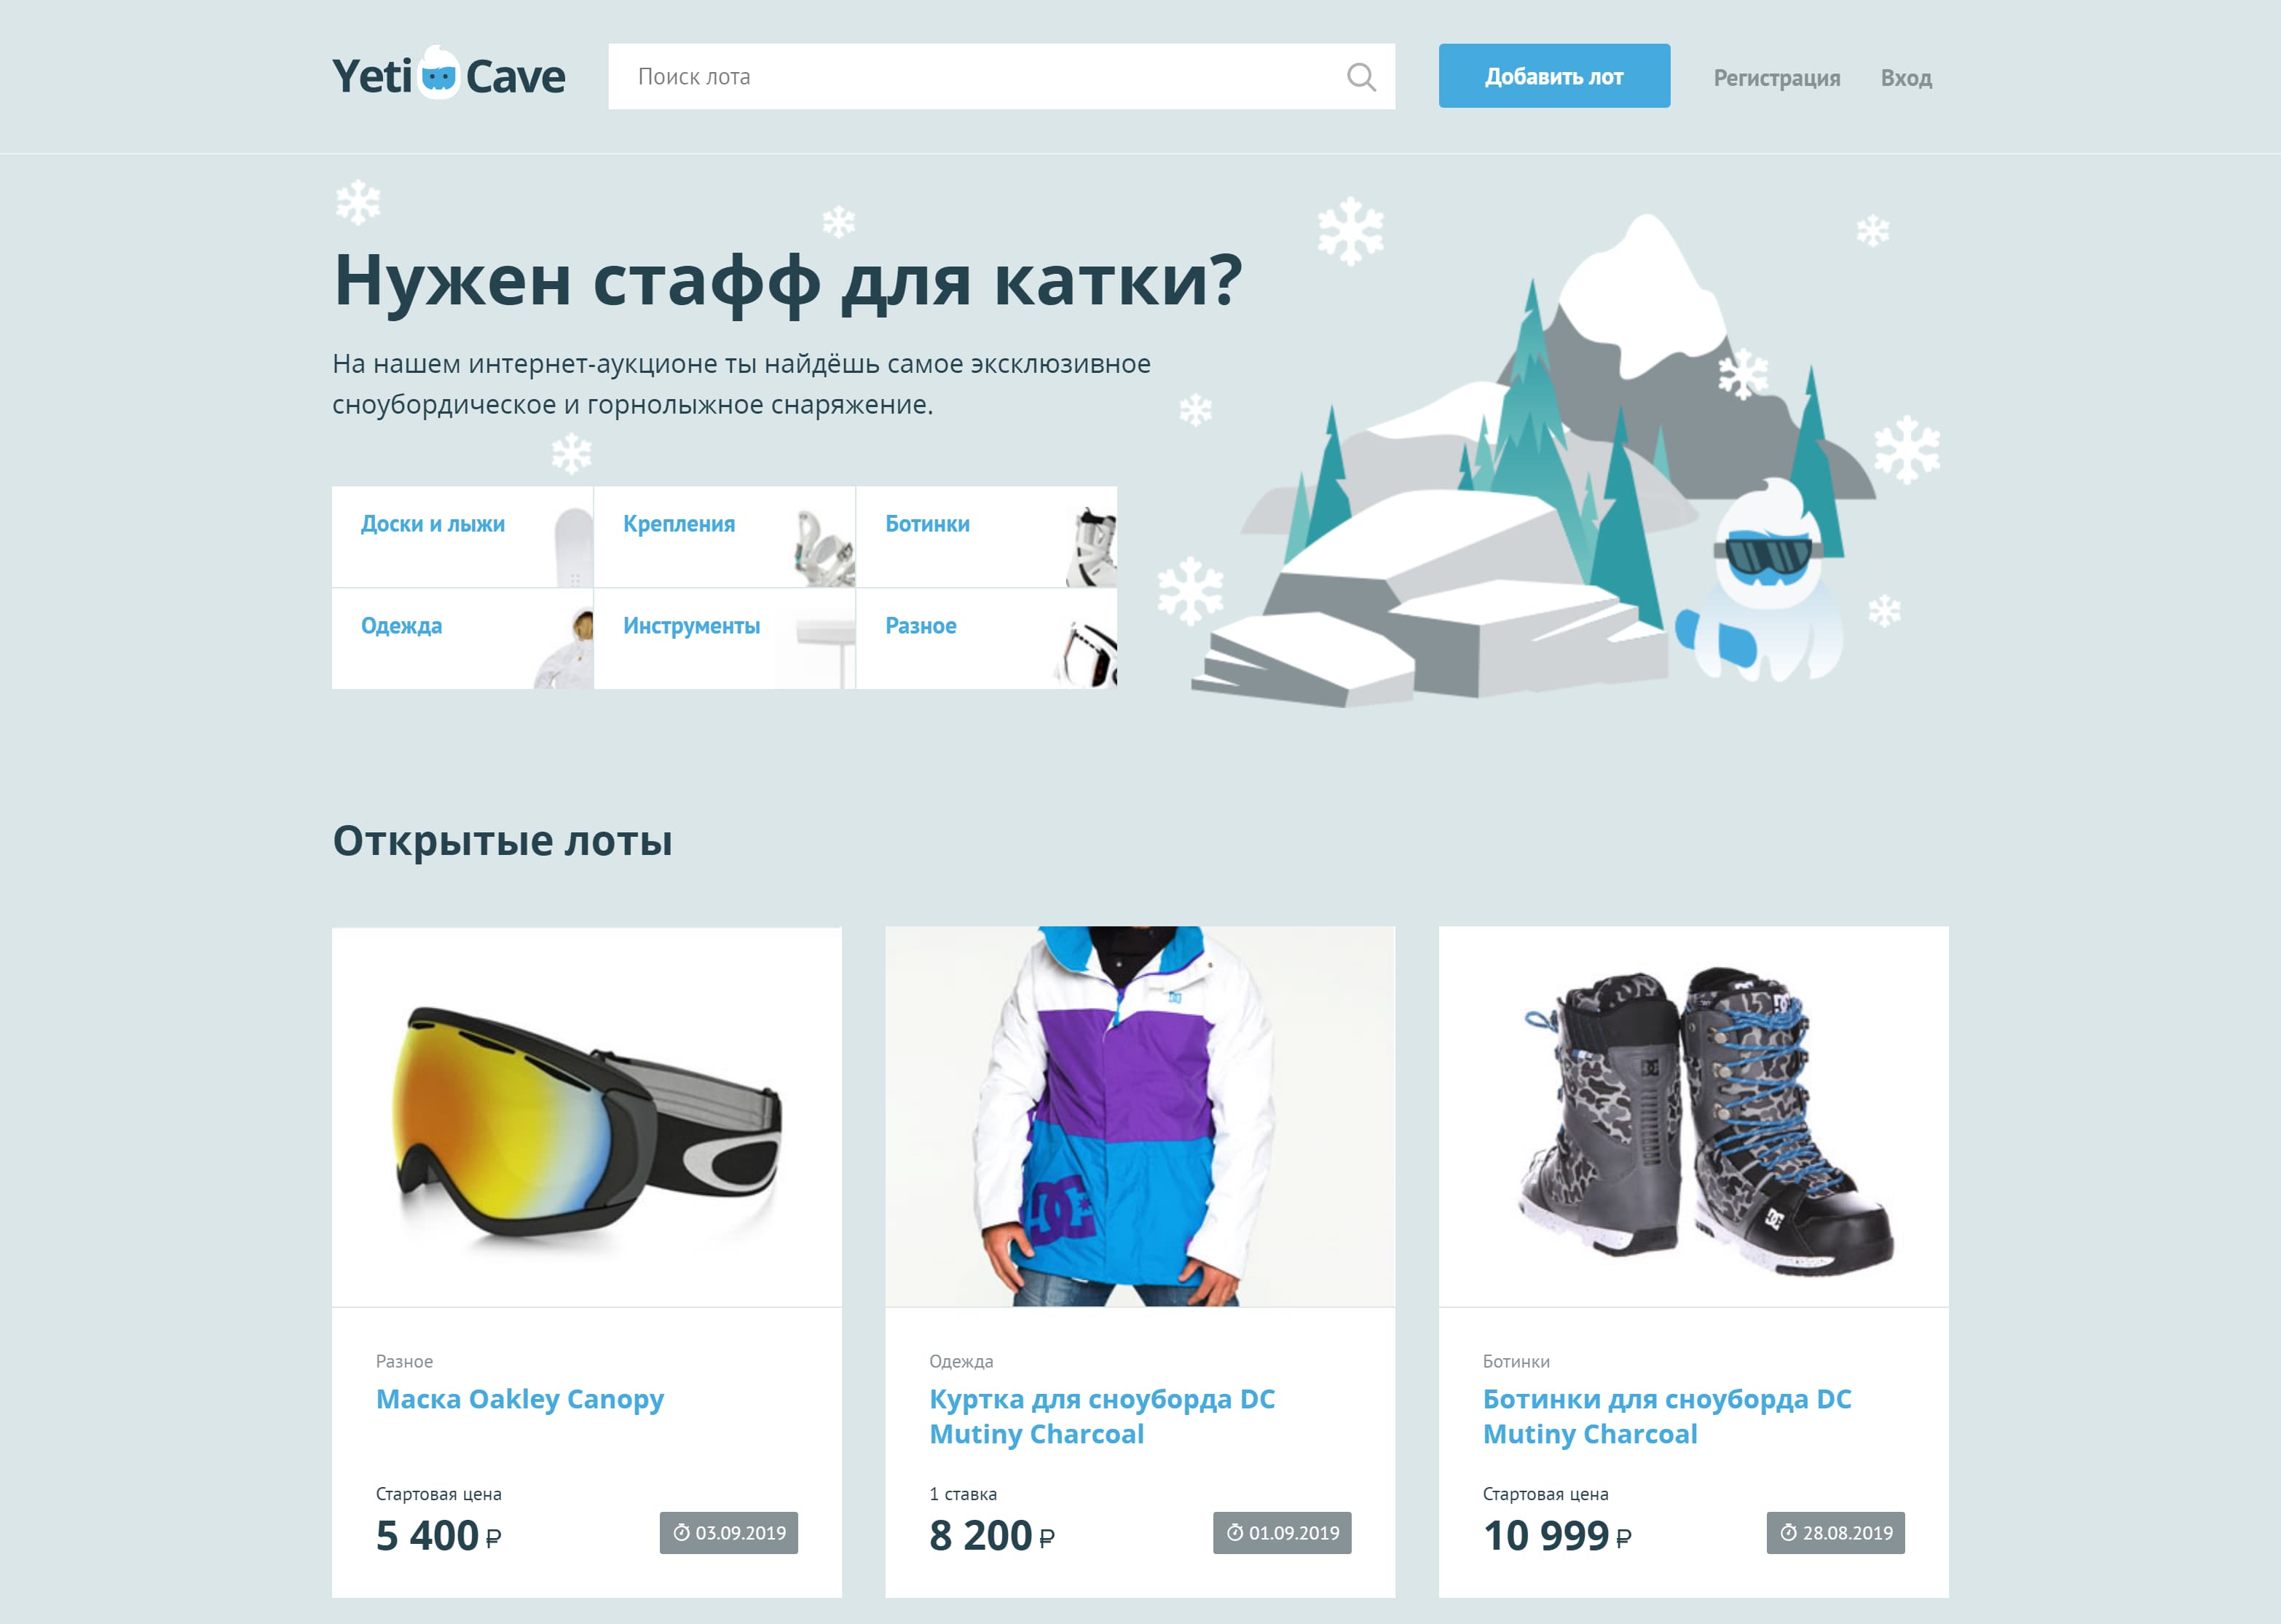 Yeti Cave
Поиск лота
Добавить лот
Регистрация
Вход
Нужен стафф для катки?
На нашем интернет-аукционе ты найдёшь самое эксклюзивное
сноубордическое и горнолыжное снаряжение.
Доски и лыжи
Крепления
Ботинки
Одежда
Инструменты
Разное
Открытые лоты
Разное
Маска Oakley Canopy
Стартовая цена
5 400 ₽
03.09.2019
Одежда
Куртка для сноуборда DC
Mutiny Charcoal
1 ставка
8 200 ₽
01.09.2019
Ботинки
Ботинки для сноуборда DC
Mutiny Charcoal
Стартовая цена
10 999 ₽
28.08.2019